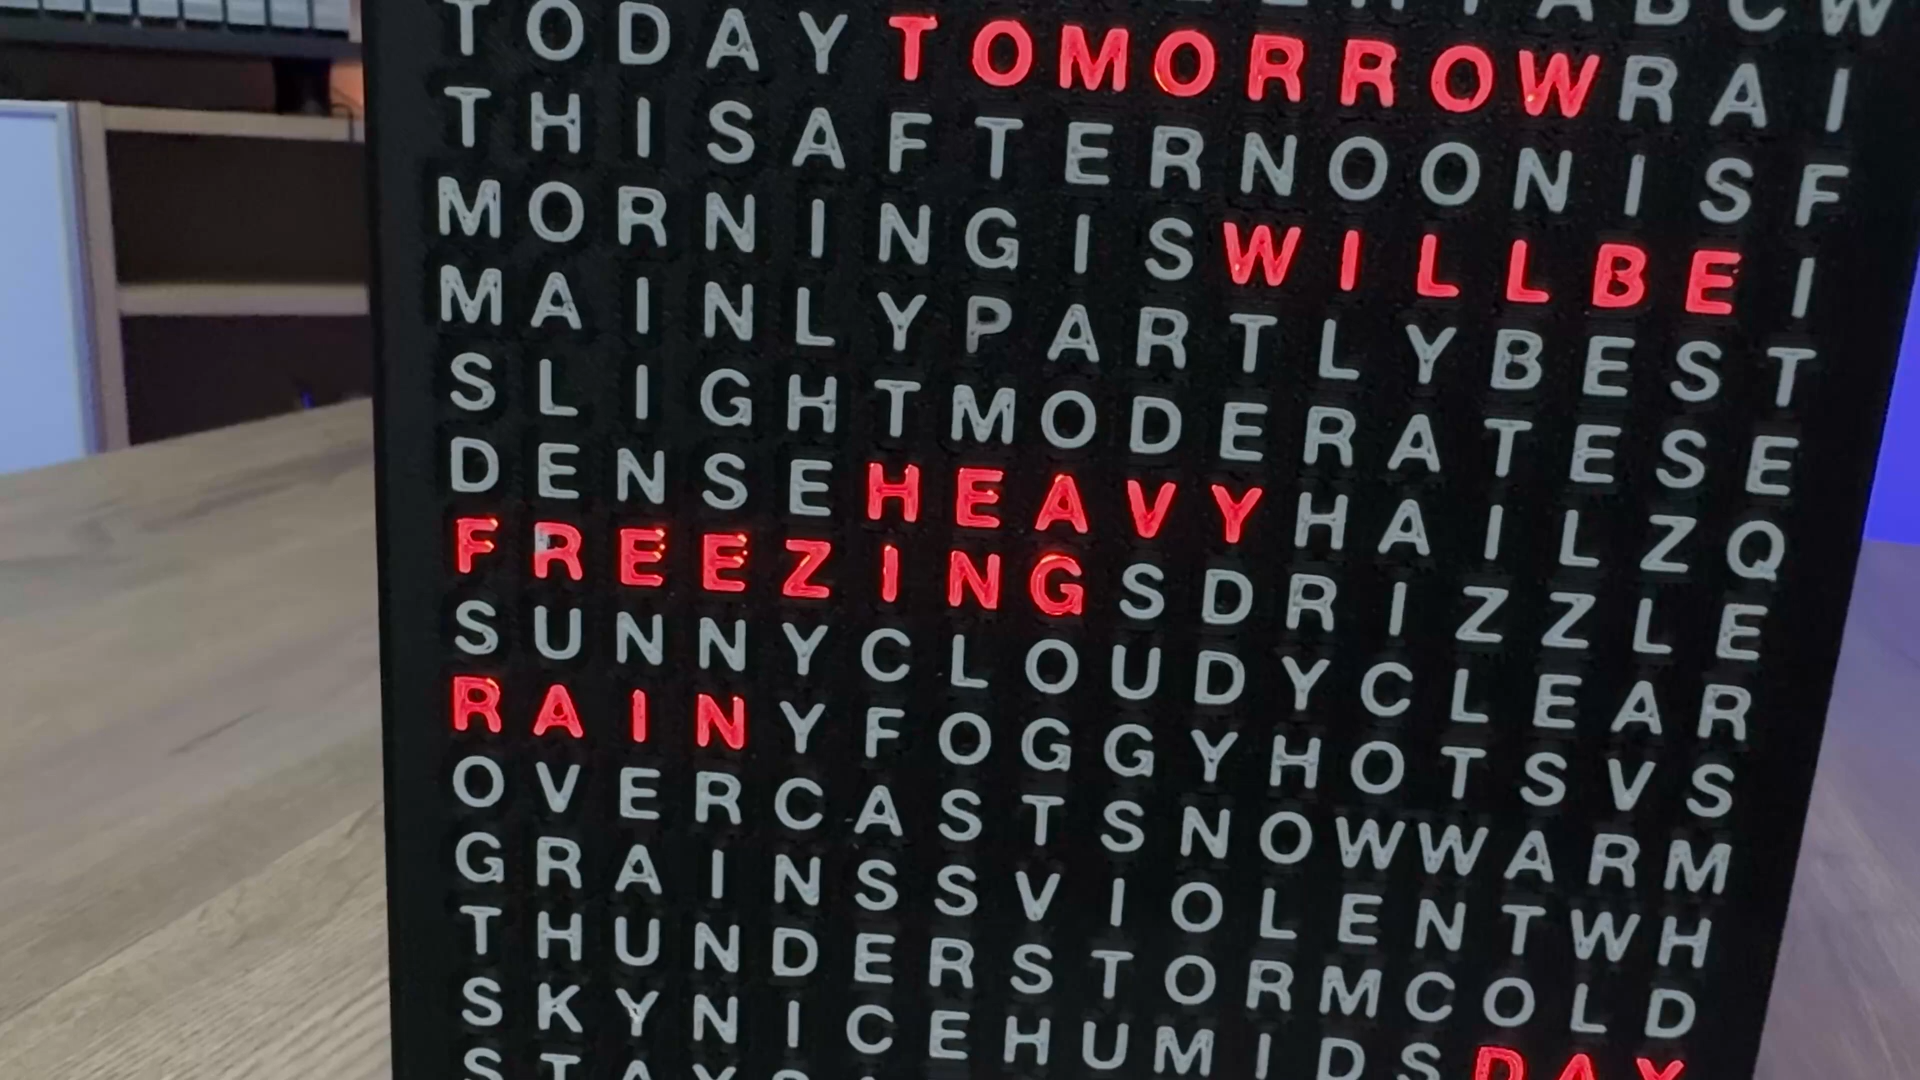 TODAYTOMORROWRAI
THISAFTERNOONISF
MORNINGISWILLBEI
MAINLYPARTLYBEST
SLIGHTMODERATESE
DENSEHEAVYHAILZQ
FREEZINGSDRIZZLE
SUNNYCLOUDYCLEAR
RAINYFOGGYHOTSVS
OVERCASTSNOWWARM
GRAINSSVIOLENTWH
THUNDERSTORMCOLD
SKYNICEHUMIDSDAY